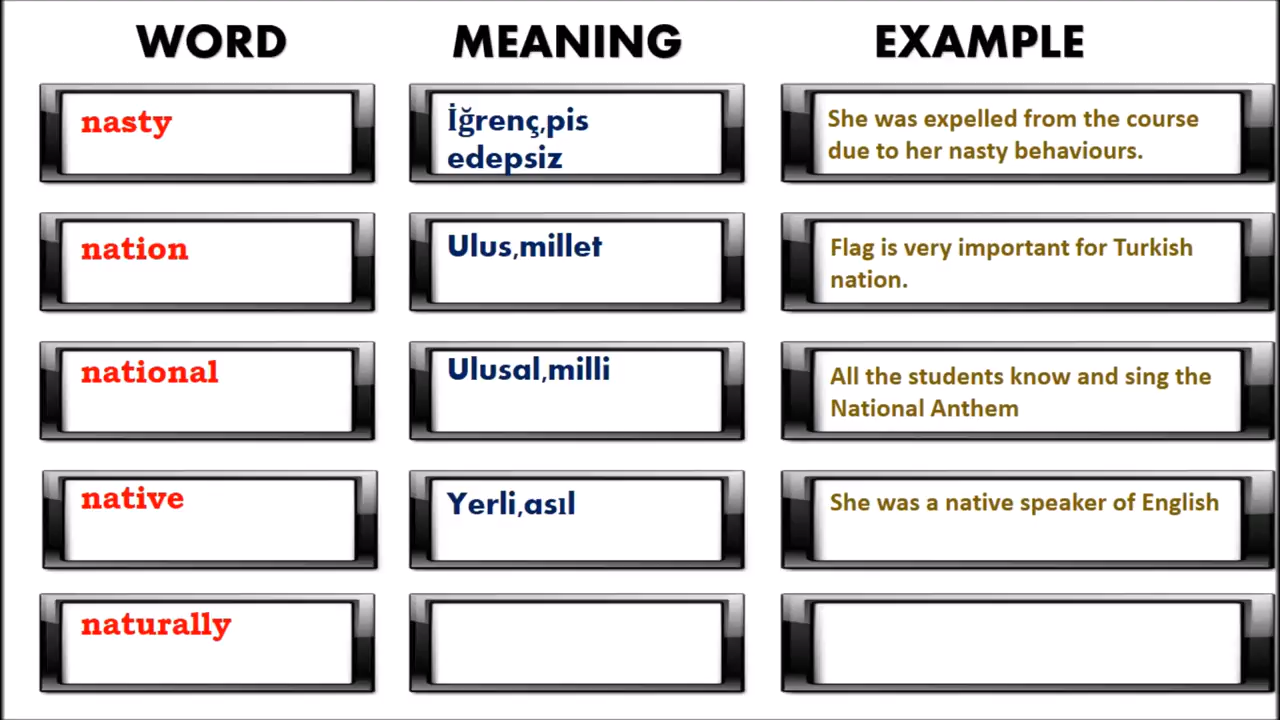 WORD MEANING EXAMPLE
nasty
İğrenç,pis
edepsiz
She was expelled from the course
due to her nasty behaviours.
nation
Ulus,millet
Flag is very important for Turkish
nation.
national
Ulusal,milli
All the students know and sing the
National Anthem
native
Yerli,asıl
She was a native speaker of English
naturally